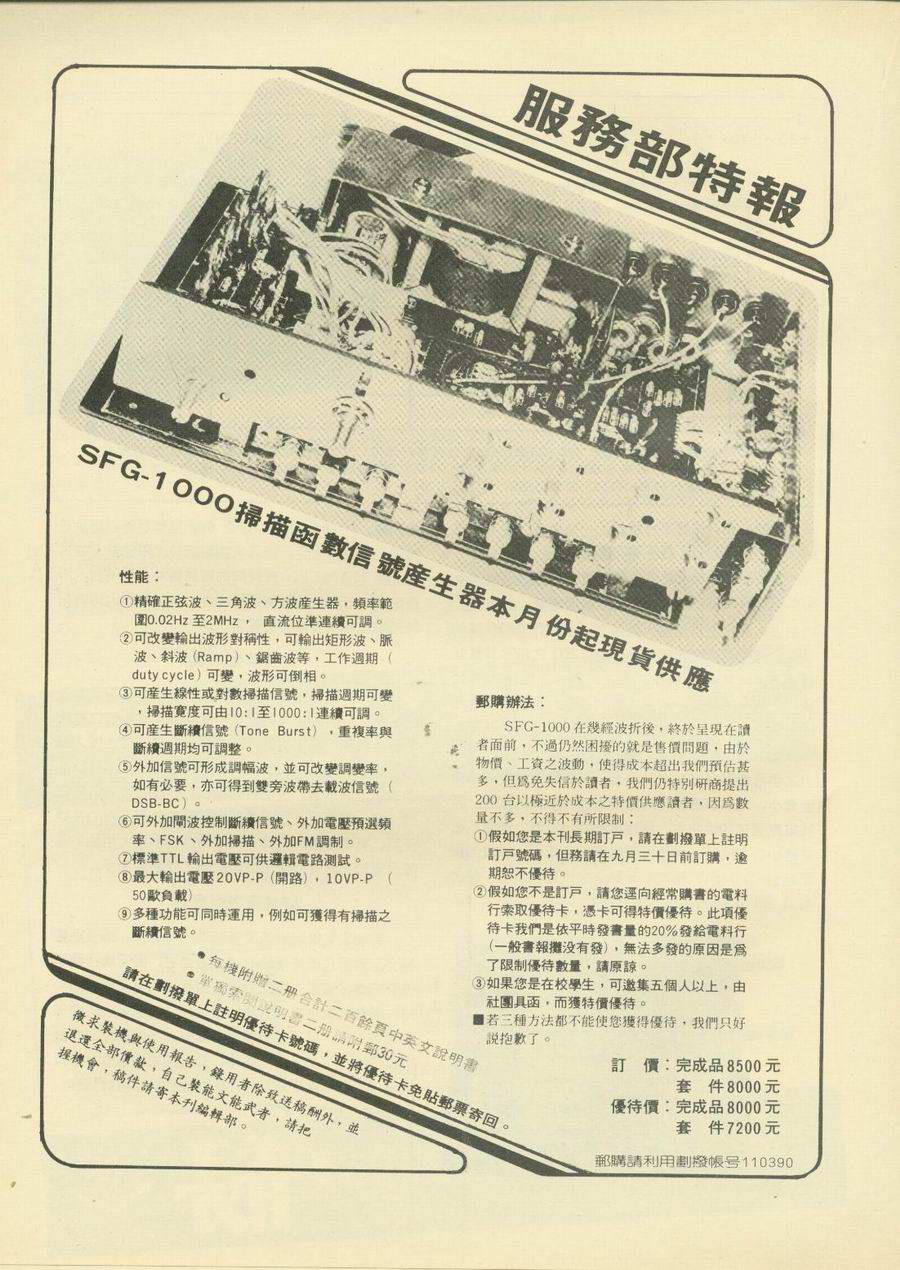 服務部特報
SFG-1000掃描函數信號產生器本月份起現貨供應
性能：
①精確正弦波、三角波、方波產生器，頻率範
圍0.02Hz 至2MHz， 直流位準連續可調。
②可改變輸出波形對稱性，可輸出矩形波、脈
波、斜波 (Ramp)、鋸齒波等，工作週期（
duty cycle）可變，波形可倒相。
③可產生線性或對數掃描信號，掃描週期可變
，掃描寬度可由10:1至1000:1連續可調。
④可產生斷續信號（Tone Burst），重複率與
斷續週期均可調整。
⑤外加信號可形成調幅波，並可改變調變率，
如有必要，亦可得到雙旁波帶去載波信號（
DSB-BC）。
⑥可外加閘波控制斷續信號、外加電壓預選頻
率、FSK、外加掃描、外加FM調制。
⑦標準TTL輸出電壓可供邏輯電路測試。
⑧最大輸出電壓20VP-P（開路），10VP-P （
50歐負載）
⑨多種功能可同時運用，例如可獲得有掃描之
斷續信號。
●每機附贈二册合計二百餘頁中英文說明書
●單獨索閱說明書二册請附郵30元
請在劃撥單上註明優待卡號碼，並將優待卡免貼郵票寄回。
徵求裝機與使用報告，錄用者除致送稿酬外，並
退還全部價款，自己裝能文能武者，請把
握機會，稿件請寄本刊編輯部。
郵購辦法：
SFG-1000 在幾經波折後，終於呈現在讀
者面前，不過仍然困擾的就是售價問題，由於
物價、工資之波動，使得成本超出我們預估甚
多，但爲免失信於讀者，我們仍特別研商提出
200 台以極近於成本之特價供應讀者，因爲數
量不多，不得不有所限制：
①假如您是本刊長期訂戶，請在劃撥單上註明
訂戶號碼，但務請在九月三十日前訂購，逾
期恕不優待。
②假如您不是訂戶，請您逕向經常購書的電料
行索取優待卡，憑卡可得特價優待。此項優
待卡我們是依平時發書量的20%發給電料行
（一般書報攤没有發），無法多發的原因是爲
了限制優待數量，請原諒。
③如果您是在校學生，可邀集五個人以上，由
社團具函，而獲特價優待。
■若三種方法都不能使您獲得優待，我們只好
説抱歉了。
訂 價：完成品8500元
套 件8000元
優待價：完成品8000元
套 件7200元
郵購請利用劃撥帳号110390